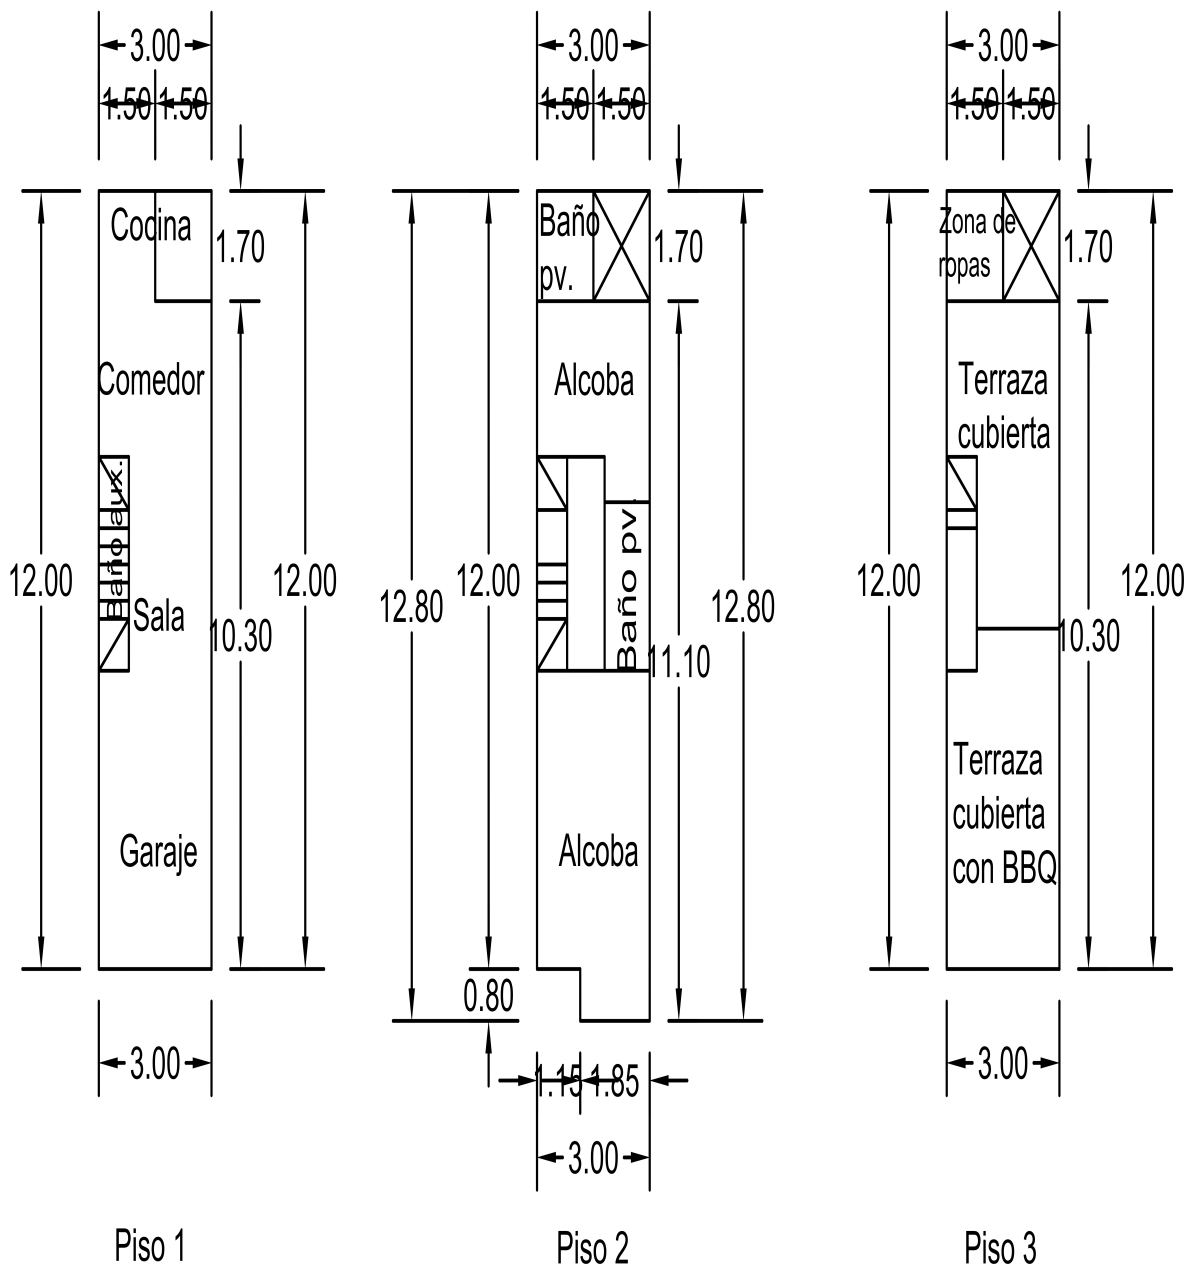 3.00
1.50
1.50
3.00
1.50
1.50
3.00
1.50
1.50
Cocina
1.70
Baño
pv.
1.70
Zona de
ropas
1.70
Comedor
Alcoba
Terraza
cubierta
Baño aux.
Baño pv.
12.00
Sala
10.30
12.00
12.80
12.00
11.10
12.80
12.00
10.30
12.00
Garaje
Alcoba
Terraza
cubierta
con BBQ
0.80
3.00
1.15
1.85
3.00
3.00
Piso 1
Piso 2
Piso 3